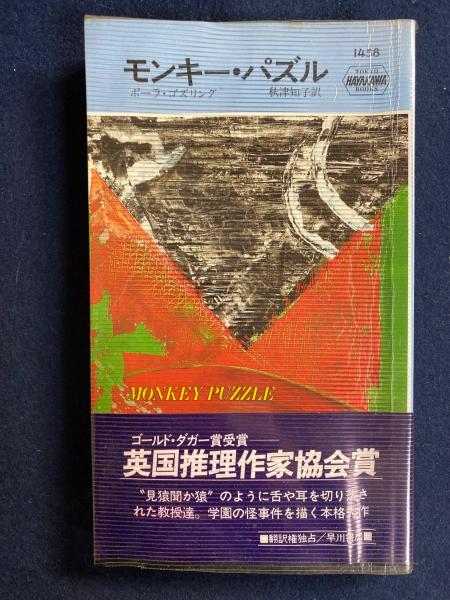 モンキー・パズル
ポーラ・ゴズリング
秋津知子訳
1458
TOKYO
HAYAKAWA
BOOKS
MONKEY PUZZLE
ゴールド・ダガー賞受賞
英国推理作家協会賞
〝見猿聞か猿〟のように舌や耳を切り
れた教授達。学園の怪事件を描く本格
作
■翻訳権独占／早川書房■